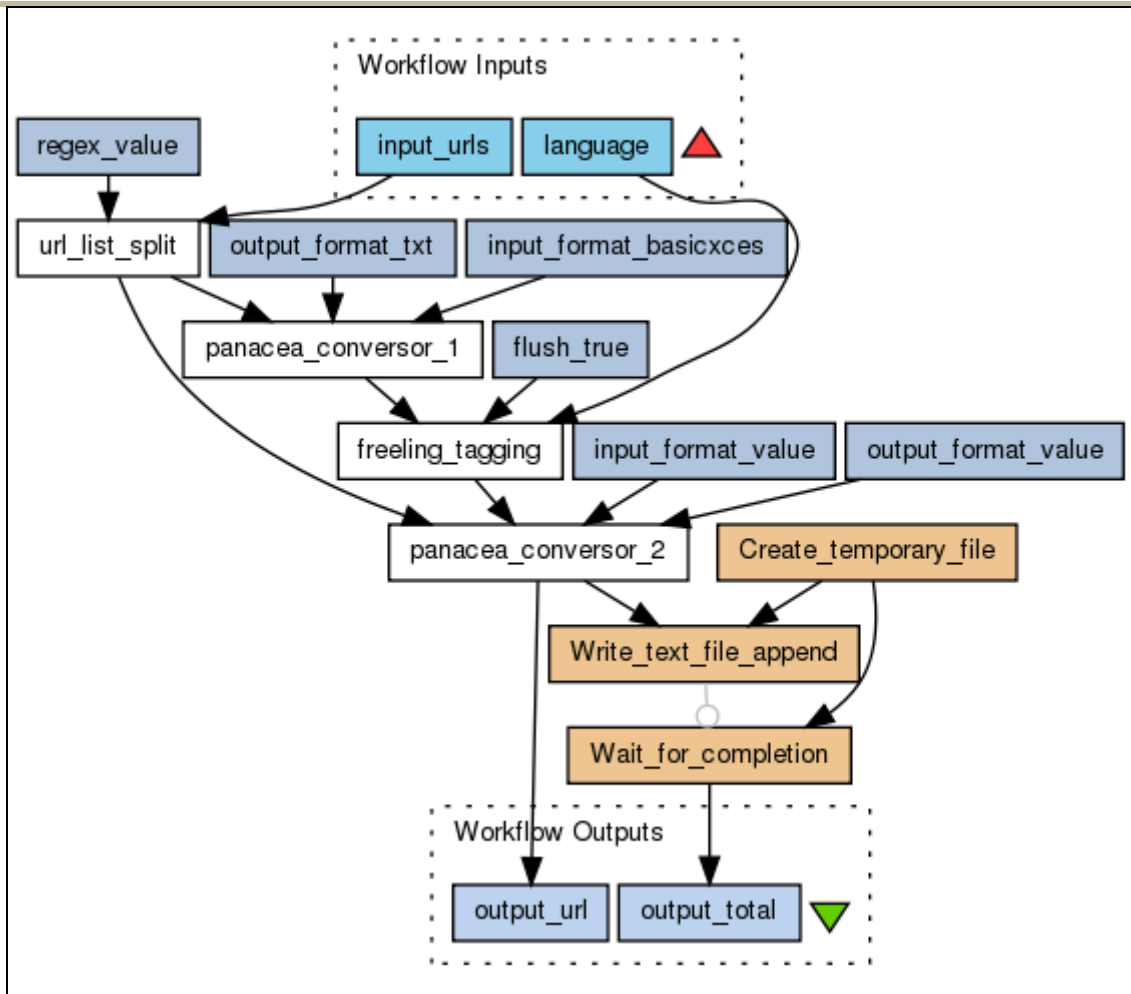 Workflow Inputs
regex_value
input_urls
language
url_list_split
output_format_txt
input_format_basicxces
panacea_conversor_1
flush_true
freeling_tagging
input_format_value
output_format_value
panacea_conversor_2
Create_temporary_file
Write_text_file_append
Wait_for_completion
Workflow Outputs
output_url
output_total